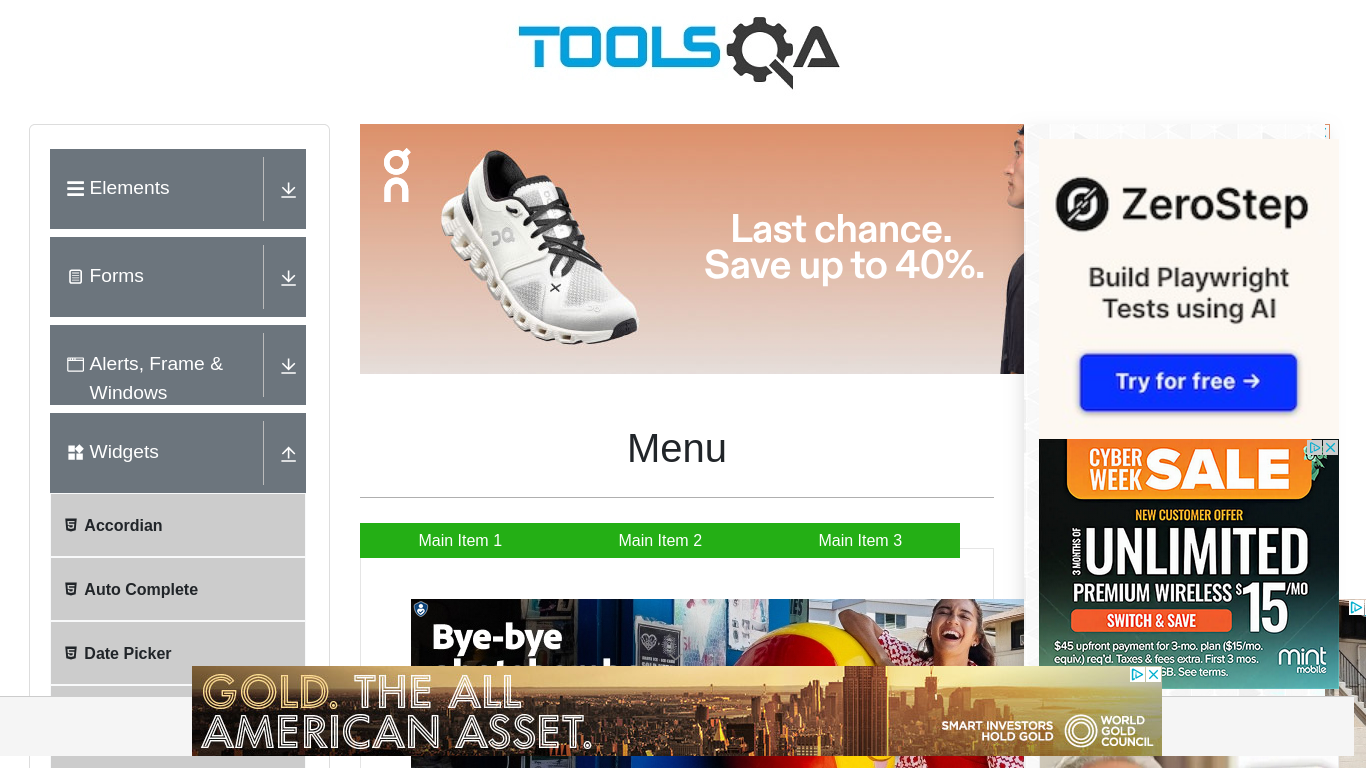 TOOLSQA
Elements
Forms
Alerts, Frame &
Windows
Widgets
Accordian
Auto Complete
Date Picker
Last chance.
Save up to 40%.
Menu
Main Item 1
Main Item 2
Main Item 3
Bye-bye
ZeroStep
Build Playwright
Tests using AI
Try for free →
CYBER
WEEK
SALE
NEW CUSTOMER OFFER
3 MONTHS OF
UNLIMITED
PREMIUM WIRELESS $15/MO
SWITCH & SAVE
$45 upfront payment for 3-mo. plan ($15/mo.
equiv.) req'd. Taxes & fees extra. First 3 mos.
GB. See terms.
mint
mobile
GOLD. THE ALL
AMERICAN ASSET.
SMART INVESTORS
HOLD GOLD
WORLD
GOLD
COUNCIL